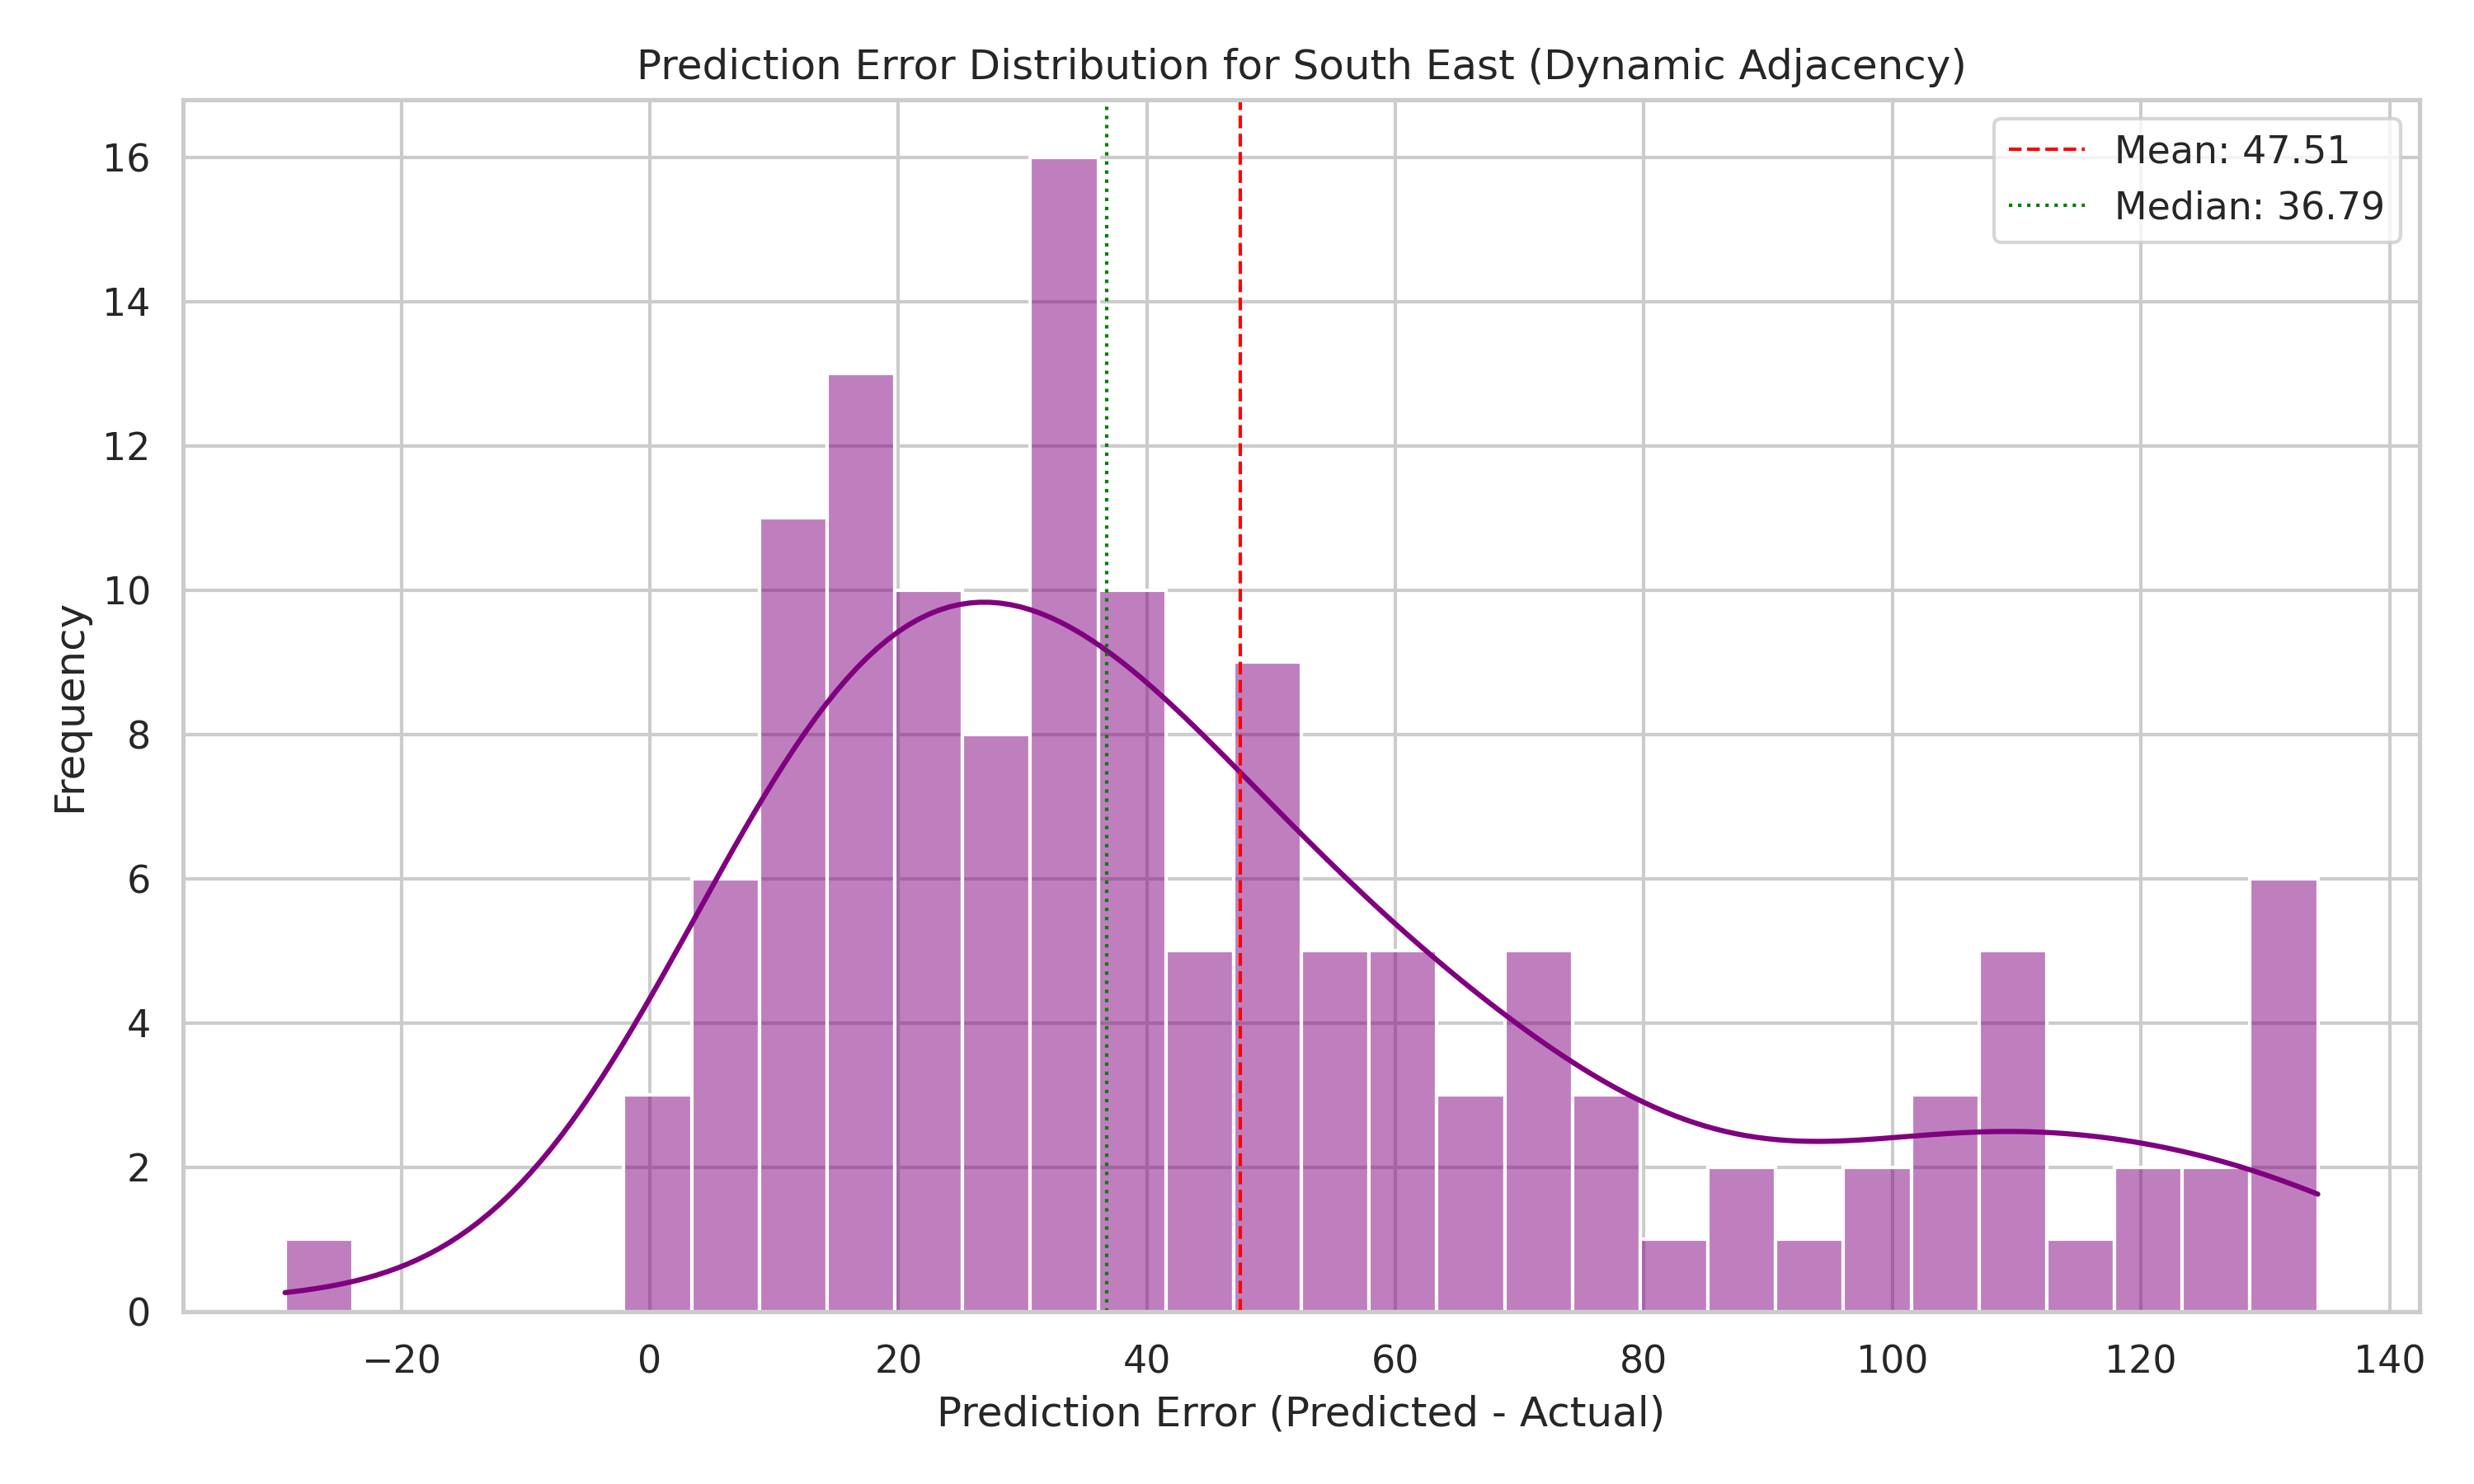 Prediction Error Distribution for South East (Dynamic Adjacency)
Mean: 47.51
Median: 36.79
Frequency
16
14
12
10
8
6
4
2
0
−20 0 20 40 60 80 100 120 140
Prediction Error (Predicted - Actual)